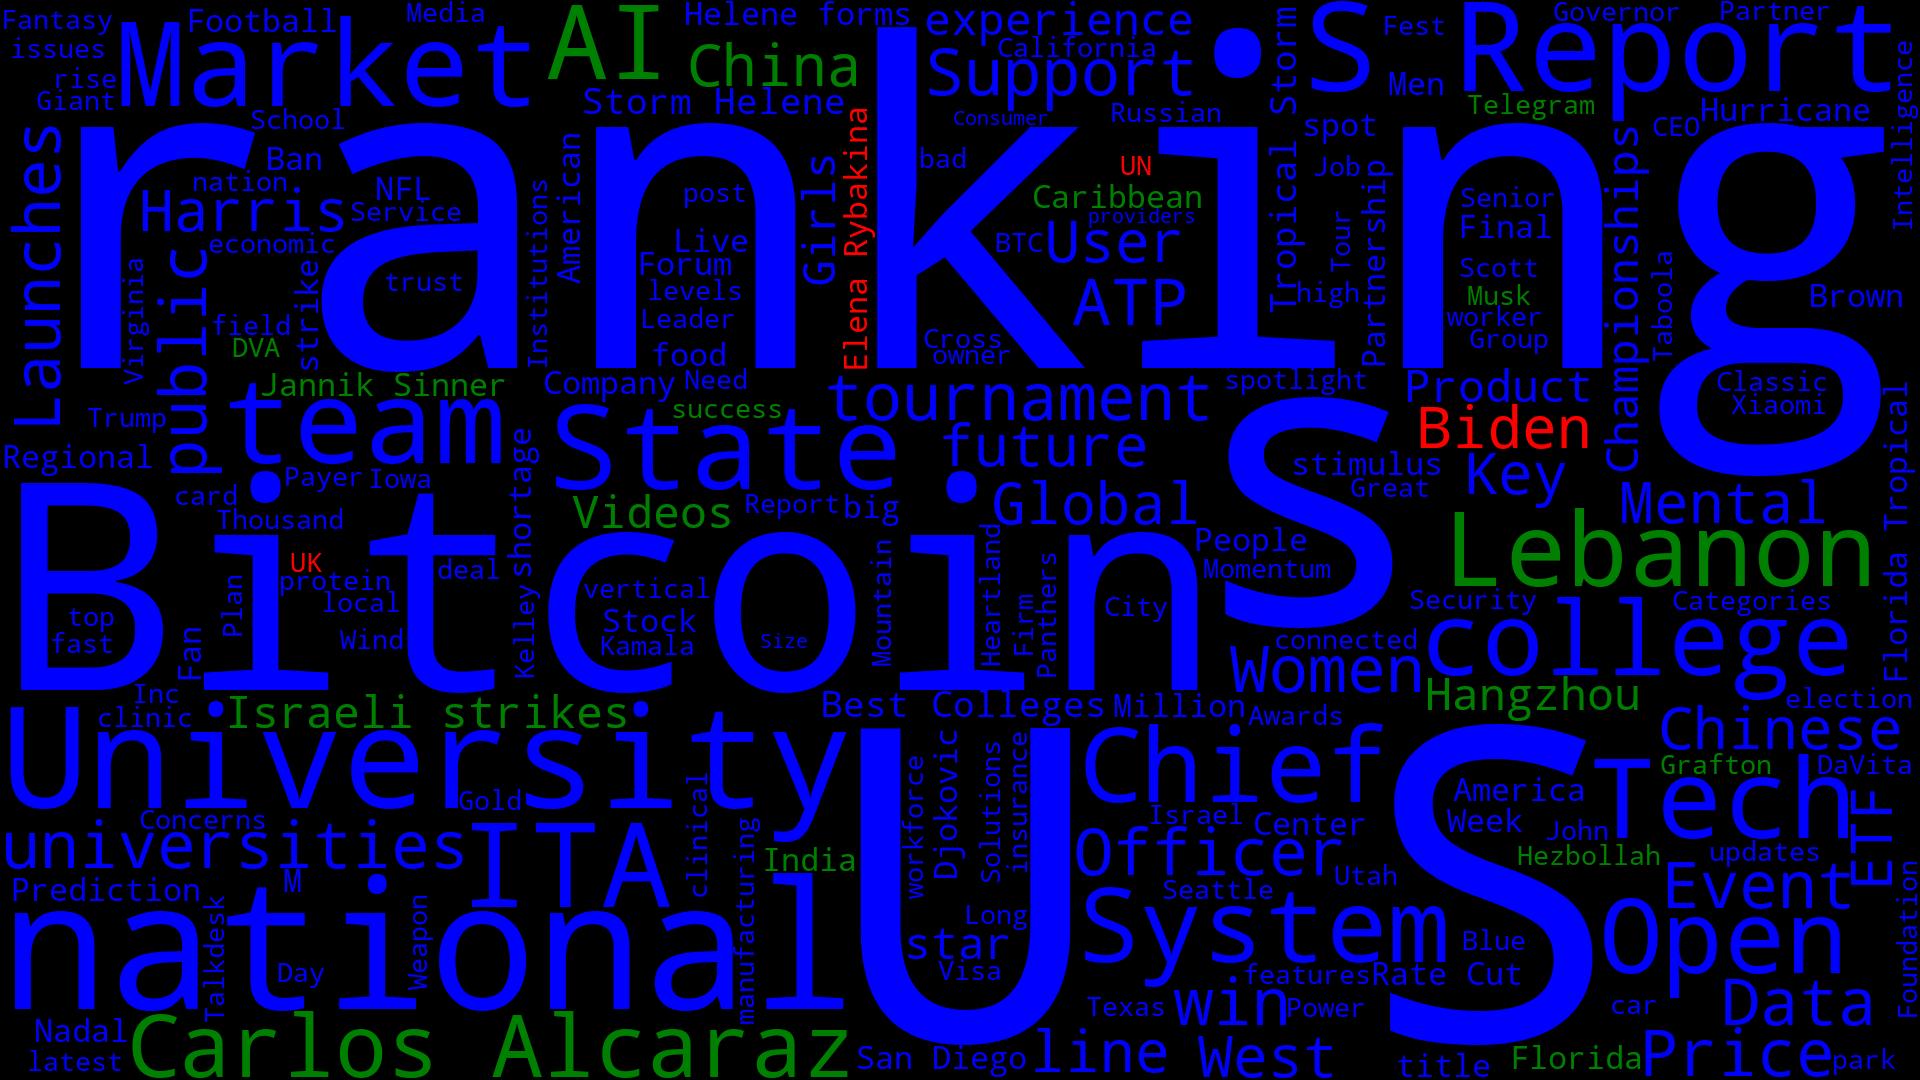 Fantasy
Football
Media
AI
Helene forms
experience
S
Fest
Governor
Partner
issues
Market
China
California
Support
Report
rise
Men
Giant
Storm Helene
Telegram
Hurricane
Intelligence
School
Consumer
Russian
spot
CEO
Launches
ranking
Ban
American
Girls
Elena Rybakina
bad
UN
Tropical Storm
Job
Partnership
Championships
nation
NFL
post
Caribbean
Senior
Harris
Service
Institutions
providers
Tour
Final
economic
Live
BTC
User
public
Forum
Scott
Taboola
Virginia
strike
trust
levels
ATP
high
Musk
Brown
field
Leader
worker
DVA
food
Cross
owner
Group
Jannik Sinner
Company
Need
tournament
spotlight
Product
Classic
Trump
team
State
success
Biden
Xiaomi
Regional
future
s
stimulus
Key
Florida Tropical
Payer
Iowa
shortage
Great
Mental
card
Videos
Report
big
Global
Thousand
Bitcoin
People
Lebanon
UK
deal
Momentum
protein
Plan
local
vertical
Mountain
Heartland
Panthers
City
Security
Categories
top
Stock
Firm
college
fast
Fan
Wind
Kelley
Kamala
Size
connected
Women
Inc
Hangzhou
election
clinic
Israeli strikes
Best Colleges
Million
Awards
Chinese
University
US
Chief
Tech
Grafton
DaVita
Gold
clinical
workforce
Djokovic
Solutions
insurance
America
ETF
Concerns
Israel
Center
Week
John
universities
ITA
India
Officer
Hezbollah
updates
Prediction
M
manufacturing
Seattle
Utah
Event
Foundation
national
Talkdesk
Weapon
Long
System
Open
star
Blue
Day
Visa
features
Rate Cut
Texas
win
Power
car
Data
Nadal
Carlos Alcaraz
latest
San Diego
line
West
title
Florida
Price
park